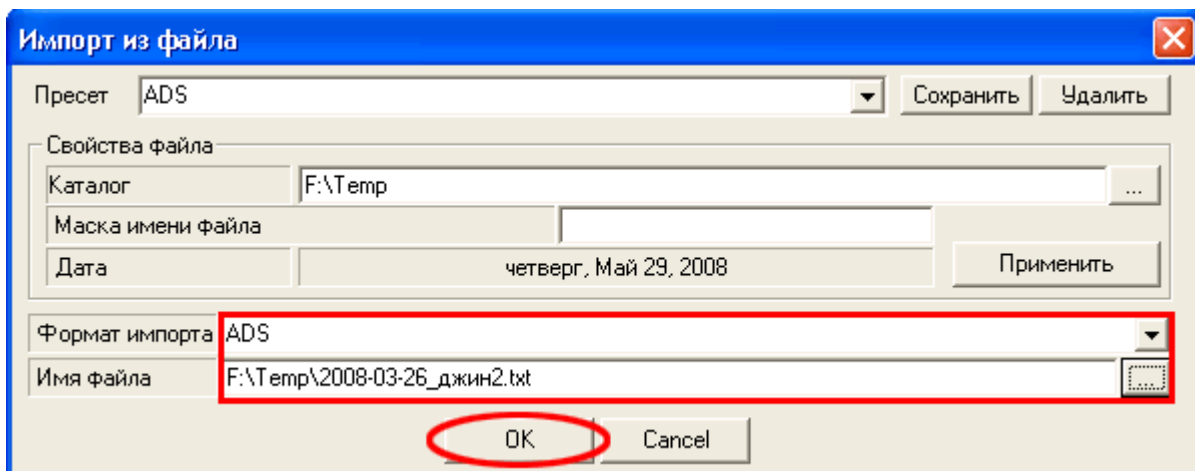 Импорт из файла
Пресет ADS Сохранить Удалить
Свойства файла
Каталог F:\Temp ...
Маска имени файла
Дата четверг, Май 29, 2008 Применить
Формат импорта ADS
Имя файла F:\Temp\2008-03-26_джин2.txt ...
OK Cancel